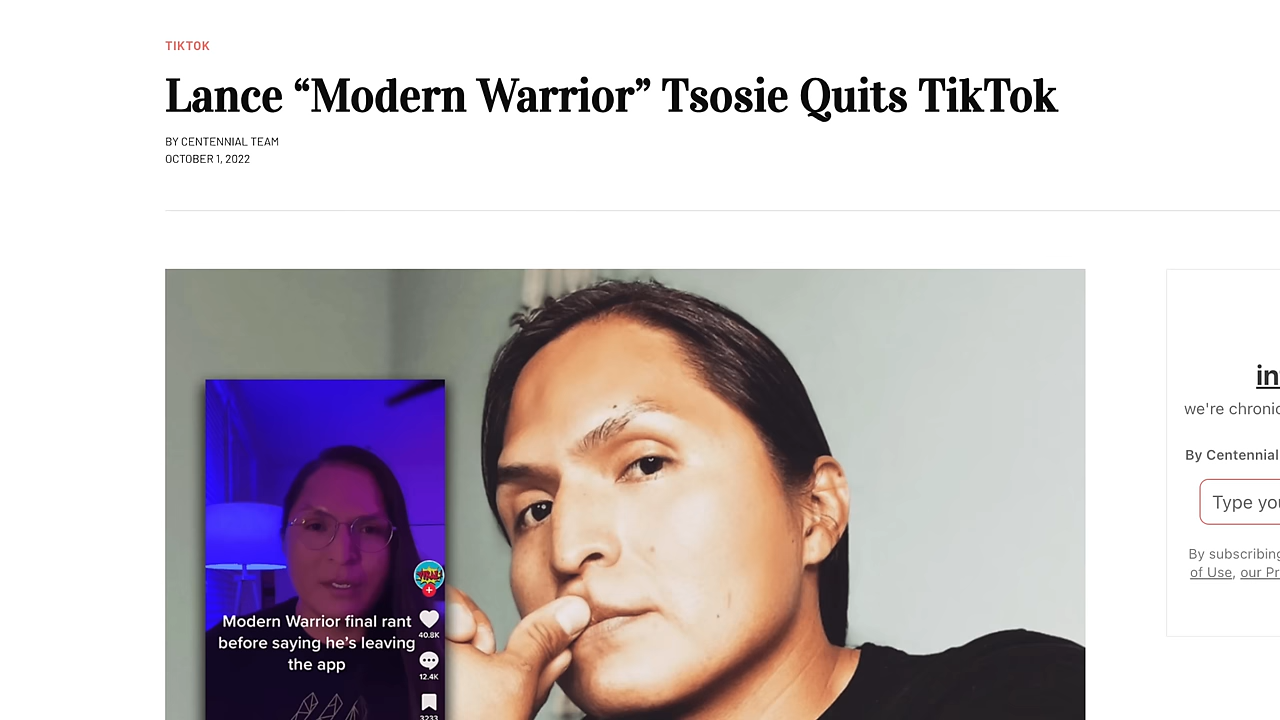 TIKTOK
Lance “Modern Warrior” Tsosie Quits TikTok
BY CENTENNIAL TEAM
OCTOBER 1, 2022
we're chronic
By Centennial
Type you
By subscribing
of Use, our Pr
Modern Warrior final rant
before saying he’s leaving
the app
40.8K
12.4K
3233